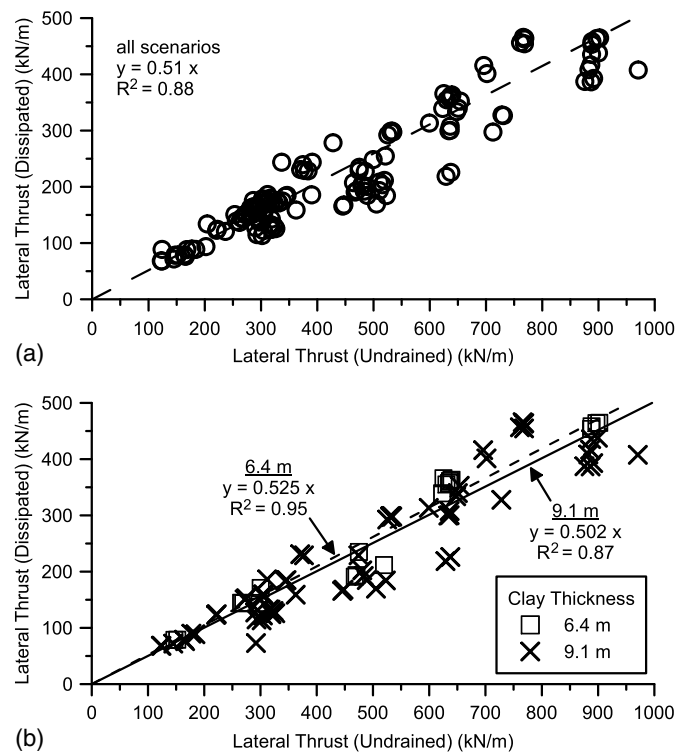 500
400
300
200
100
0
Lateral Thrust (Dissipated) (kN/m)
all scenarios
y = 0.51 x
R² = 0.88
0 100 200 300 400 500 600 700 800 900 1000
Lateral Thrust (Undrained) (kN/m)
(a)
500
400
300
200
100
0
Lateral Thrust (Dissipated) (kN/m)
6.4 m
y = 0.525 x
R² = 0.95
9.1 m
y = 0.502 x
R² = 0.87
Clay Thickness
6.4 m
9.1 m
0 100 200 300 400 500 600 700 800 900 1000
Lateral Thrust (Undrained) (kN/m)
(b)